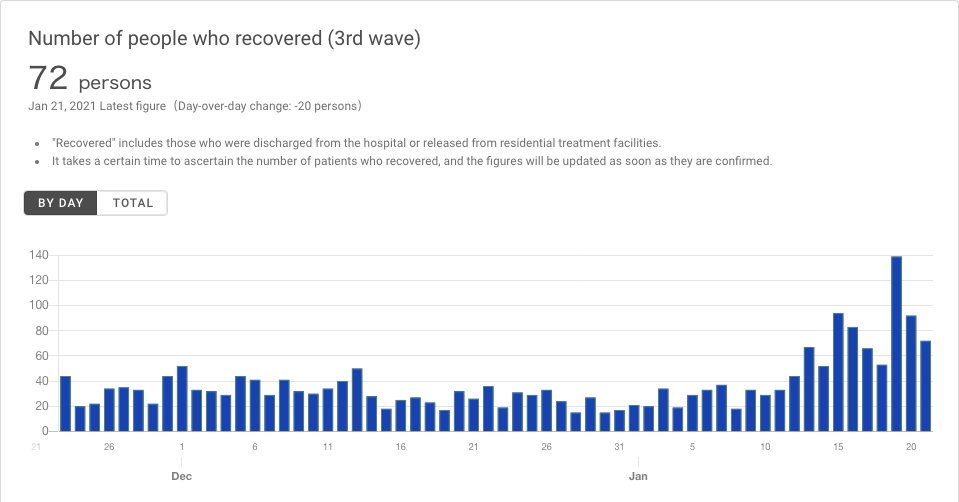 Number of people who recovered (3rd wave)
72 persons
Jan 21, 2021 Latest figure（Day-over-day change: -20 persons）
• "Recovered" includes those who were discharged from the hospital or released from residential treatment facilities.
• It takes a certain time to ascertain the number of patients who recovered, and the figures will be updated as soon as they are confirmed.
BY DAY TOTAL
140
120
100
80
60
40
20
0
21 26 1 6 11 16 21 26 31 5 10 15 20
Dec Jan